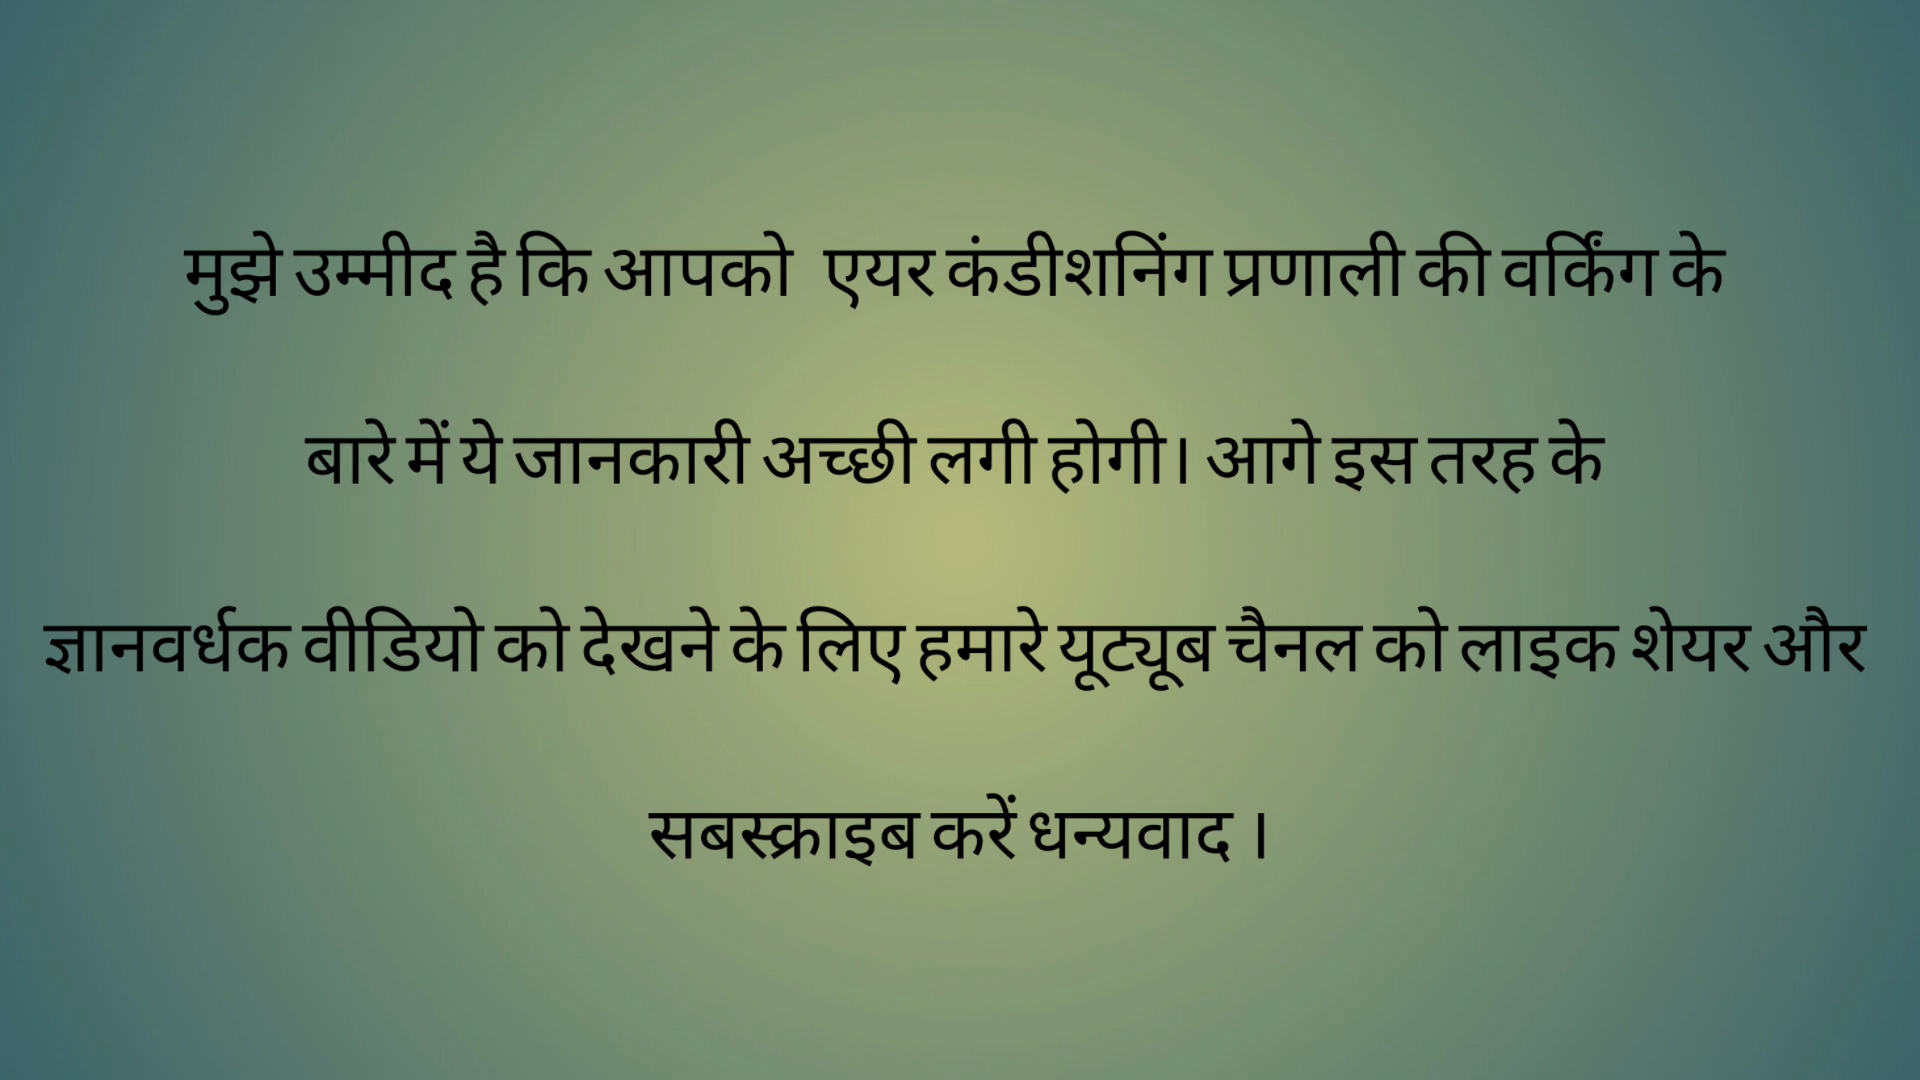 मुझे उम्मीद है कि आपको  एयर कंडीशनिंग प्रणाली की वर्किंग के
बारे में ये जानकारी अच्छी लगी होगी। आगे इस तरह के
ज्ञानवर्धक वीडियो को देखने के लिए हमारे यूट्यूब चैनल को लाइक शेयर और
सबस्क्राइब करें धन्यवाद ।